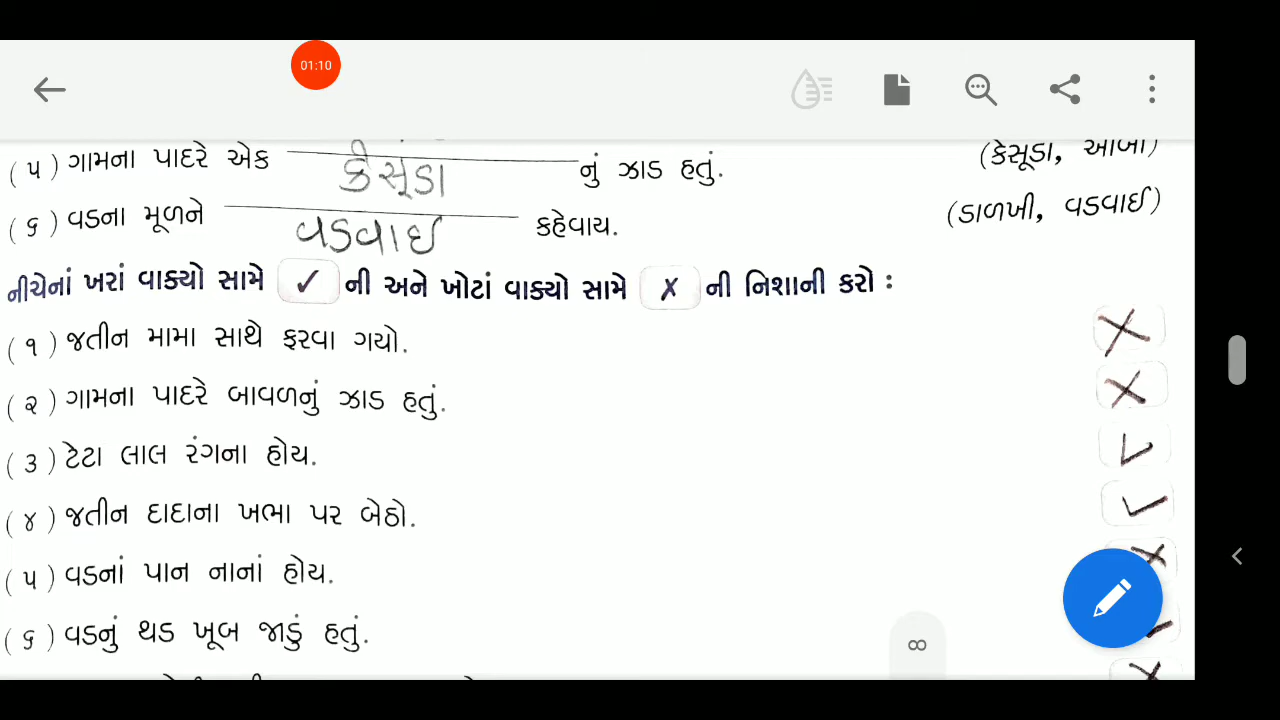 01:10
(૫) ગામના પાદરે એક કેસૂડા નું ઝાડ હતું. (કેસૂડા, આંબા)
(૬) વડના મૂળને વડવાઈ કહેવાય. (ડાળખી, વડવાઈ)
નીચેનાં ખરાં વાક્યો સામે ✓ ની અને ખોટાં વાક્યો સામે ✗ ની નિશાની કરો :
(૧) જતીન મામા સાથે ફરવા ગયો. ✗
(૨) ગામના પાદરે બાવળનું ઝાડ હતું. ✗
(૩) ટેટા લાલ રંગના હોય. ✓
(૪) જતીન દાદાના ખભા પર બેઠો. ✓
(૫) વડનાં પાન નાનાં હોય. ✗
(૬) વડનું થડ ખૂબ જાડું હતું. ✓
8